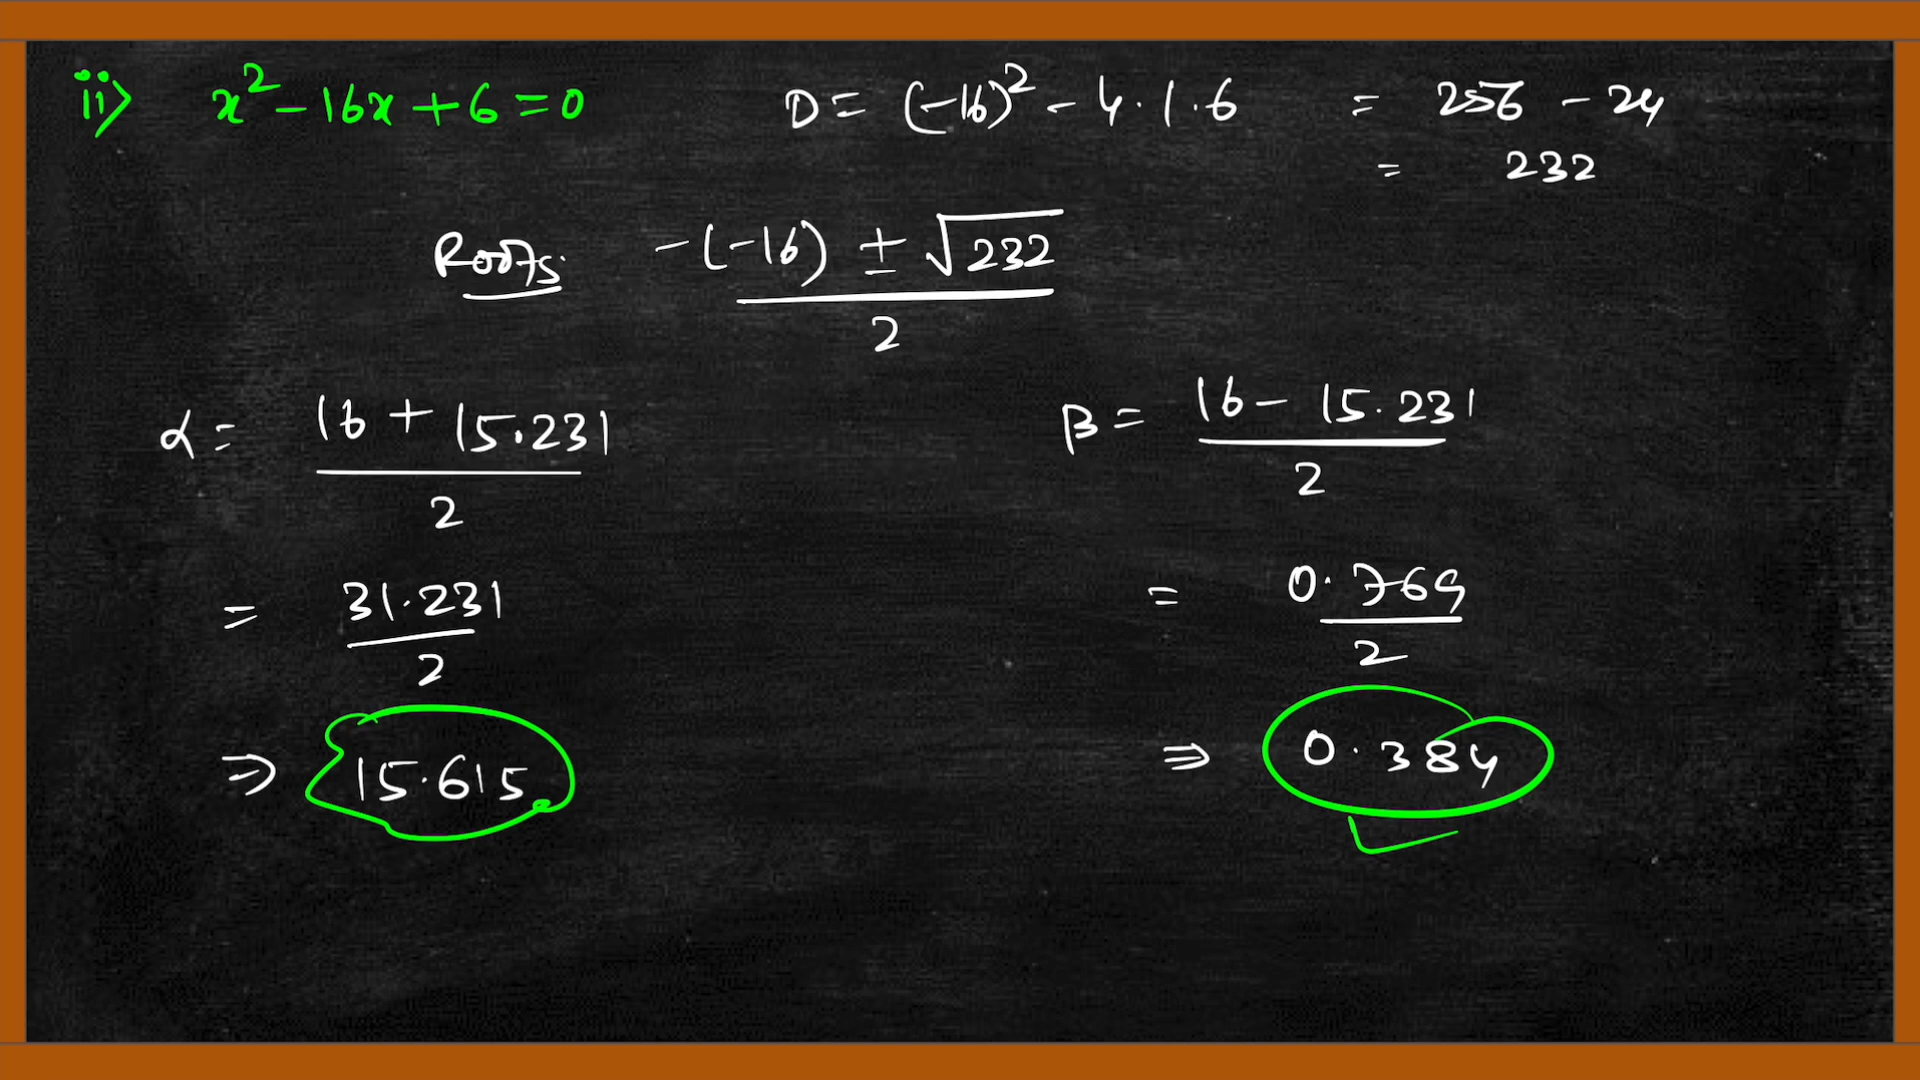 ii) x² - 16x + 6 = 0 D = (-16)² - 4·1·6 = 256 - 24
= 232
Roots: -(-16) ± √232 / 2
α = 16 + 15.231 / 2 β = 16 - 15.231 / 2
= 31.231 / 2 = 0.769 / 2
⇒ 15.615 ⇒ 0.384